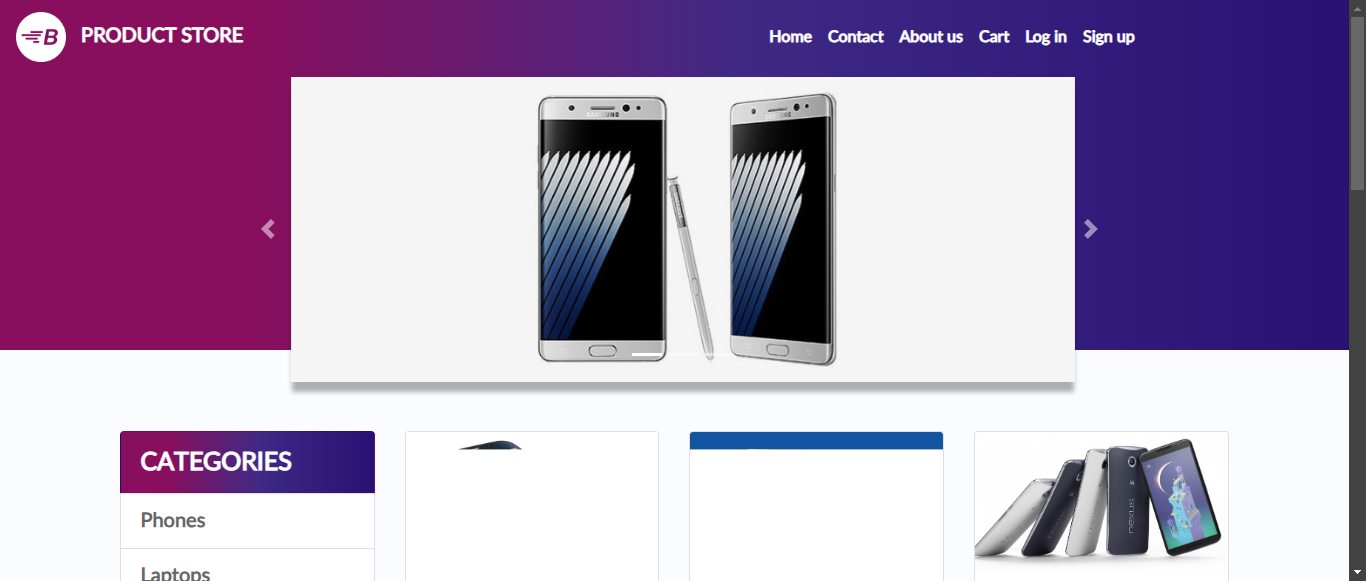 B PRODUCT STORE
Home Contact About us Cart Log in Sign up
SAMSUNG
SAMSUNG
CATEGORIES
Phones
Laptops
nexus